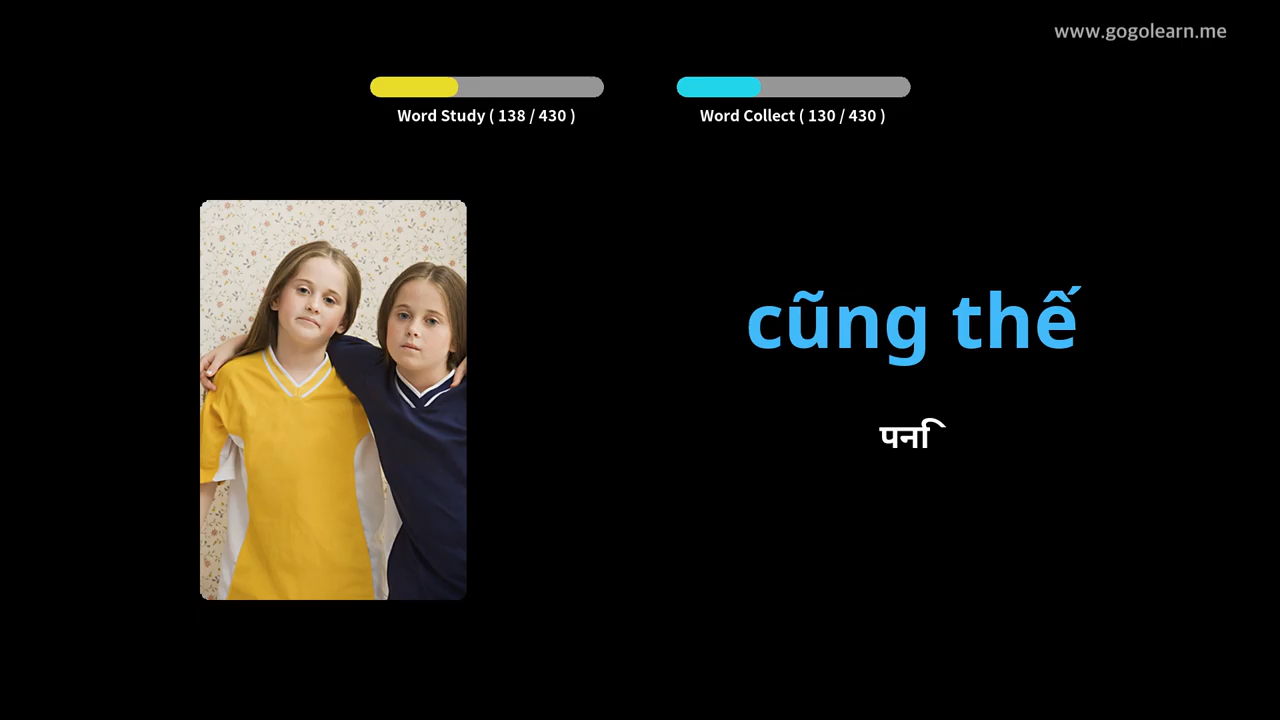 www.gogolearn.me
Word Study ( 138 / 430 )
Word Collect ( 130 / 430 )
cũng thế
पनि